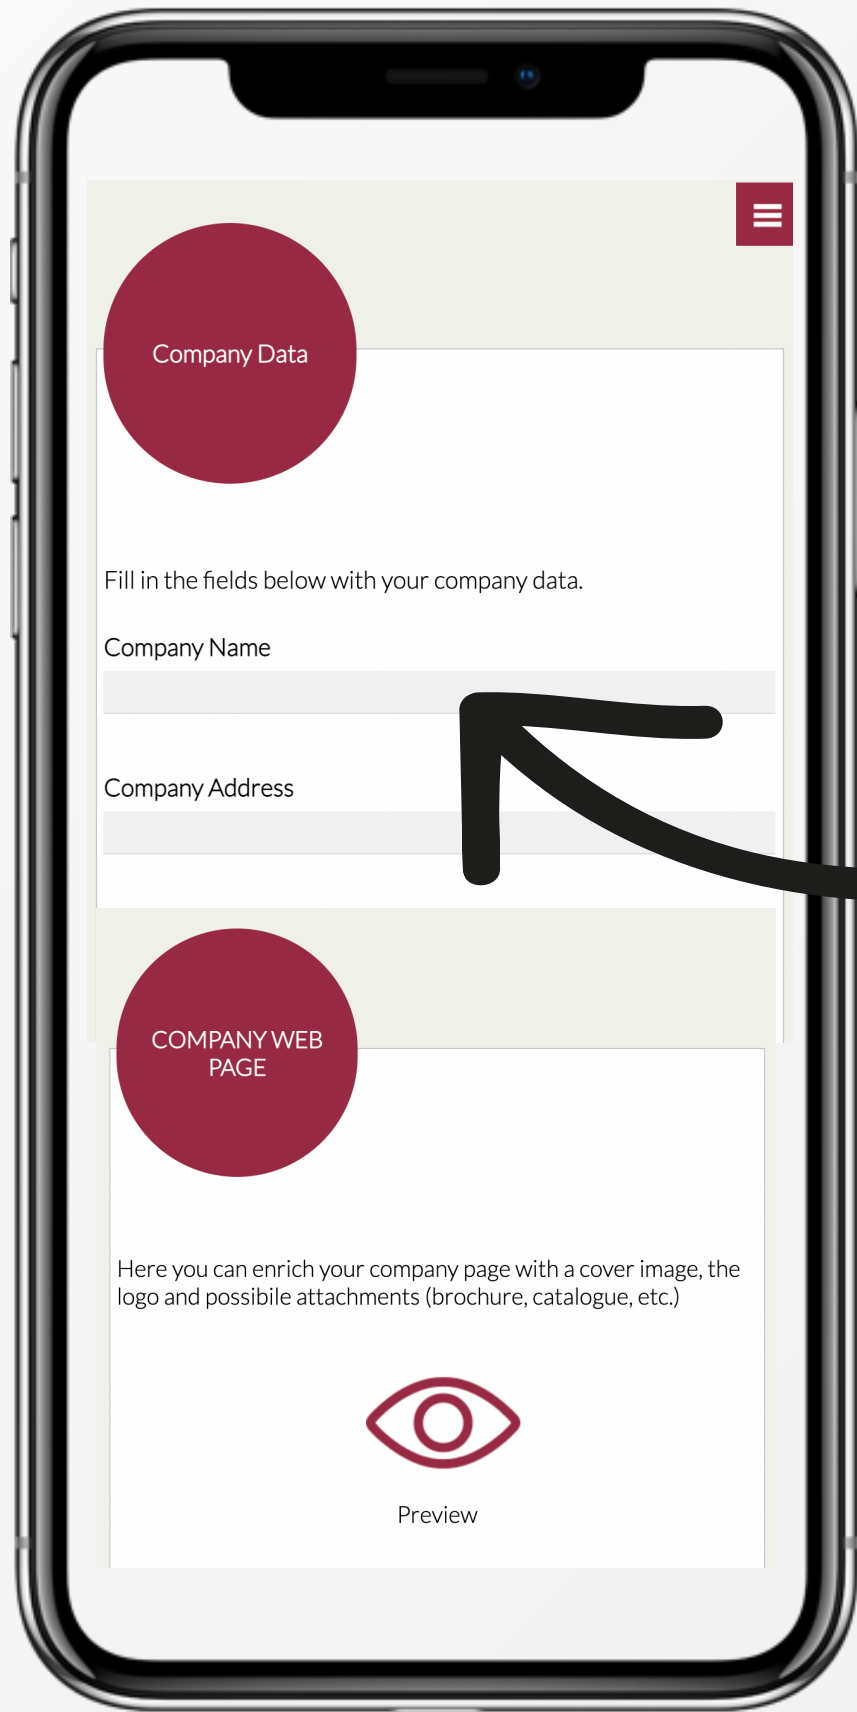 Company Data
Fill in the fields below with your company data.
Company Name
Company Address
COMPANY WEB
PAGE
Here you can enrich your company page with a cover image, the
logo and possibile attachments (brochure, catalogue, etc.)
Preview